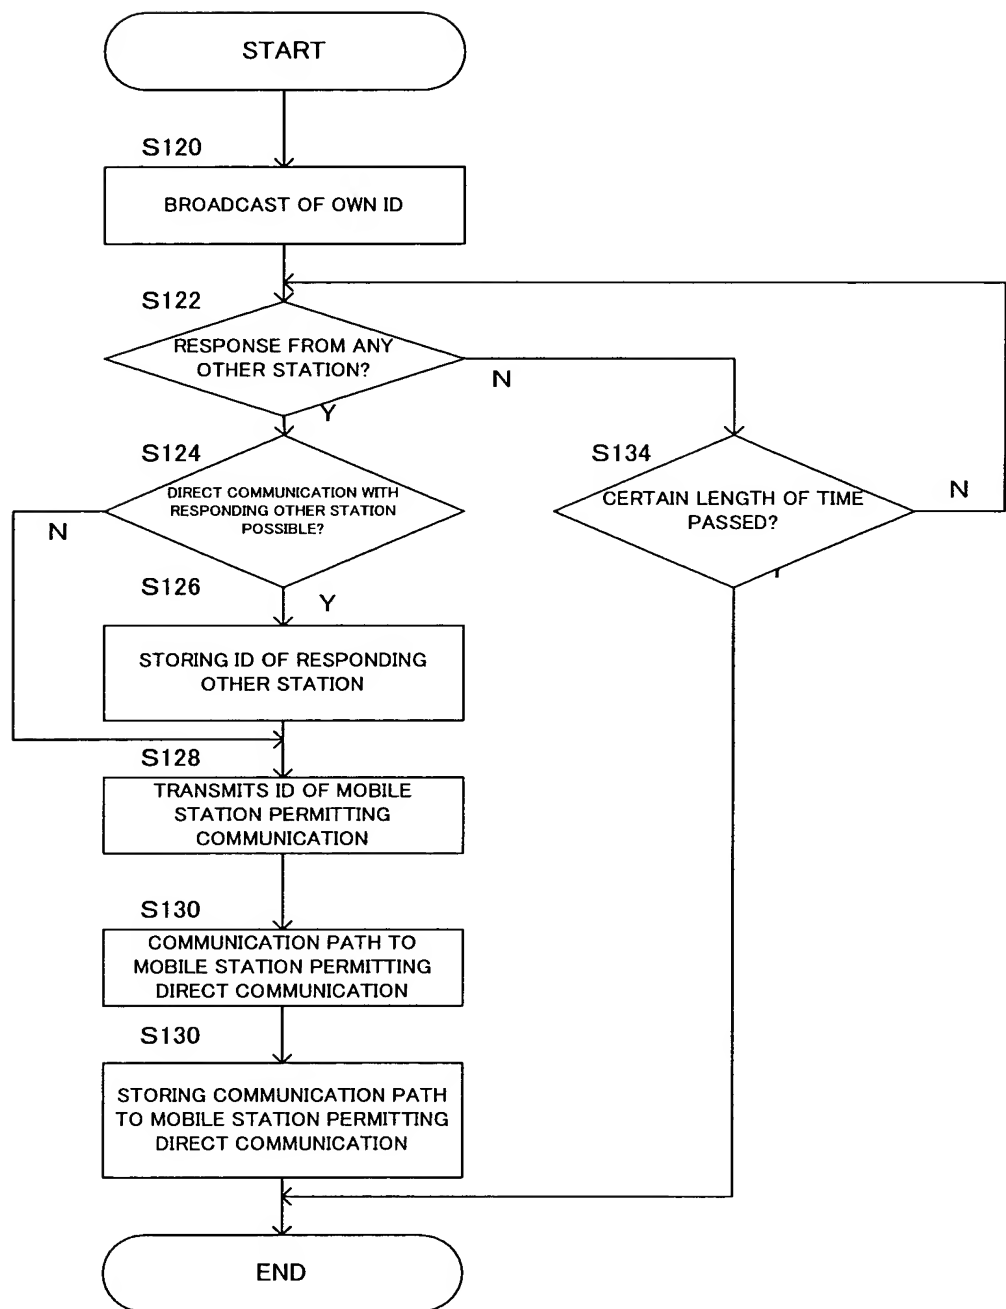 START
S120
BROADCAST OF OWN ID
S122
RESPONSE FROM ANY
OTHER STATION?
N
Y
S124
DIRECT COMMUNICATION WITH
RESPONDING OTHER STATION
POSSIBLE?
N
S134
CERTAIN LENGTH OF TIME
PASSED?
N
Y
S126
Y
STORING ID OF RESPONDING
OTHER STATION
S128
TRANSMITS ID OF MOBILE
STATION PERMITTING
COMMUNICATION
S130
COMMUNICATION PATH TO
MOBILE STATION PERMITTING
DIRECT COMMUNICATION
S130
STORING COMMUNICATION PATH
TO MOBILE STATION PERMITTING
DIRECT COMMUNICATION
END